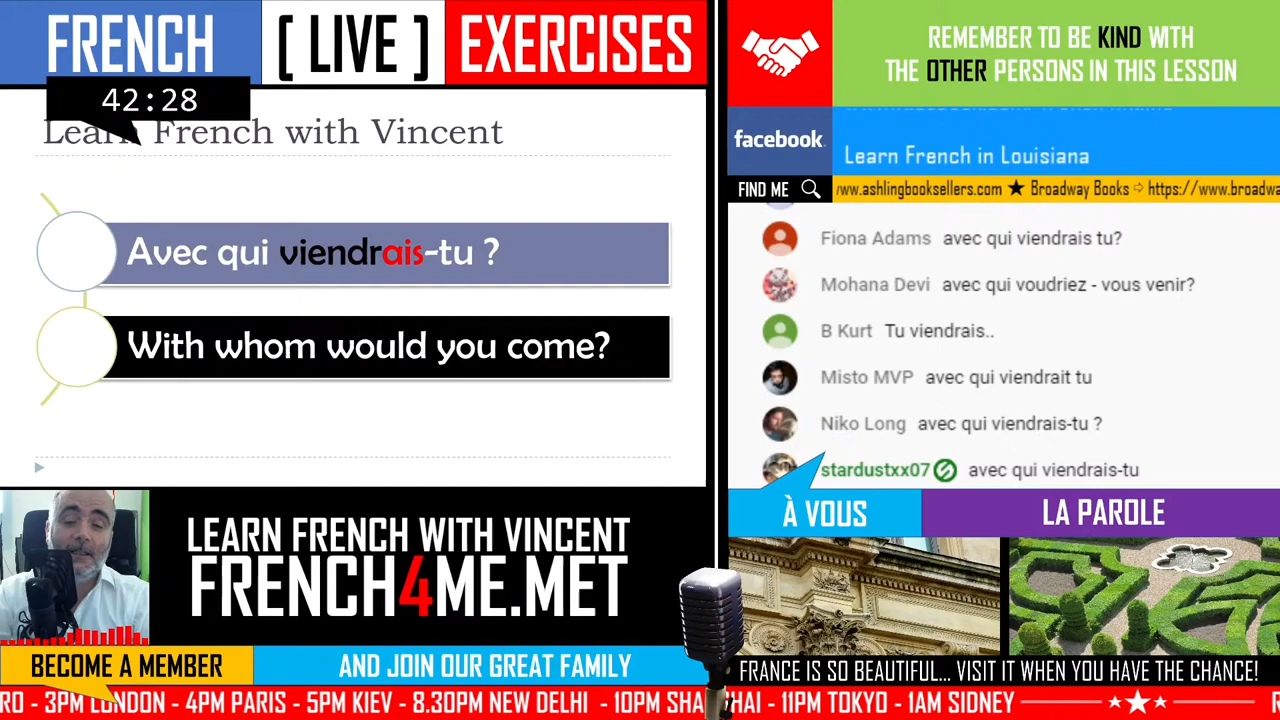 FRENCH [ LIVE ] EXERCISES
42:28
Learn French with Vincent
Avec qui viendrais-tu ?
With whom would you come?
LEARN FRENCH WITH VINCENT
FRENCH4ME.MET
BECOME A MEMBER
AND JOIN OUR GREAT FAMILY
REMEMBER TO BE KIND WITH
THE OTHER PERSONS IN THIS LESSON
facebook.
Learn French in Louisiana
FIND ME
www.ashlingbooksellers.com ★ Broadway Books ⇨ https://www.broadwa
Fiona Adams avec qui viendrais tu?
Mohana Devi avec qui voudriez - vous venir?
B Kurt Tu viendrais..
Misto MVP avec qui viendrait tu
Niko Long avec qui viendrais-tu ?
stardustxx07 avec qui viendrais-tu
À VOUS LA PAROLE
FRANCE IS SO BEAUTIFUL... VISIT IT WHEN YOU HAVE THE CHANCE!
RO - 3PM LONDON - 4PM PARIS - 5PM KIEV - 8.30PM NEW DELHI - 10PM SHANGHAI - 11PM TOKYO - 1AM SIDNEY